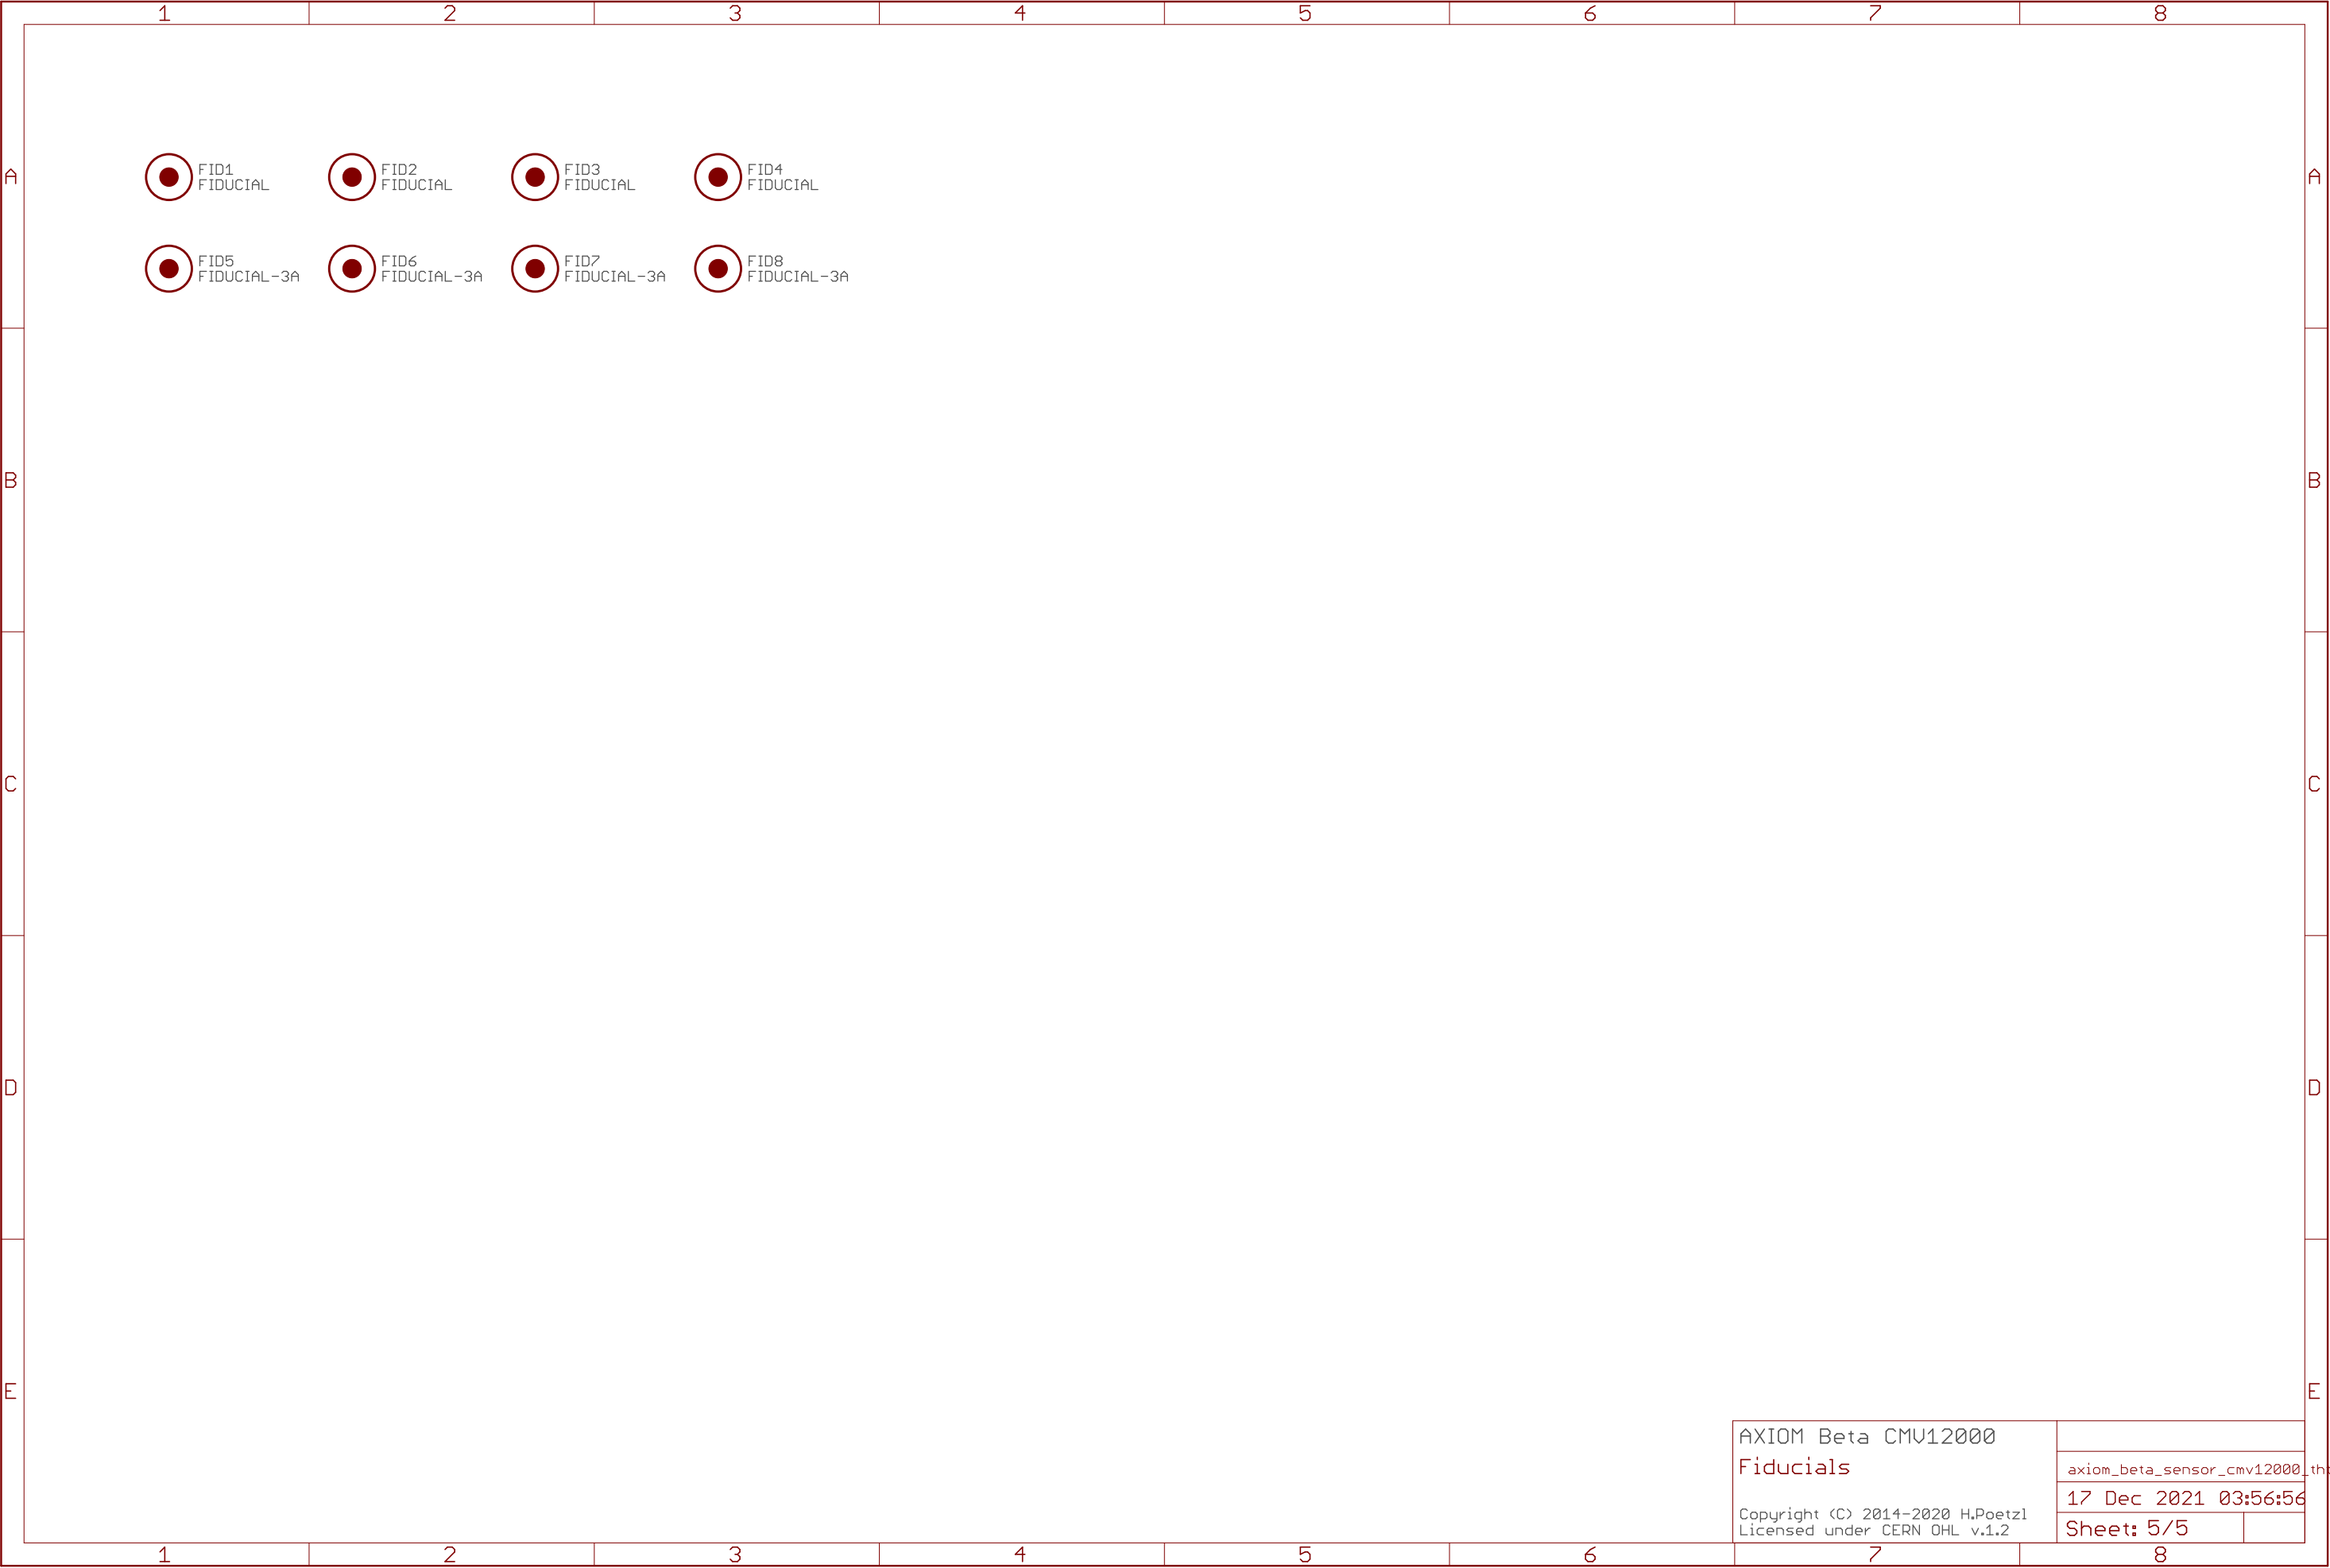 1 2 3 4 5 6 7 8
A A
FID1 FID2 FID3 FID4
FIDUCIAL FIDUCIAL FIDUCIAL FIDUCIAL
FID5 FID6 FID7 FID8
FIDUCIAL-3A FIDUCIAL-3A FIDUCIAL-3A FIDUCIAL-3A
B B
C C
D D
E E
AXIOM Beta CMV12000
Fiducials
axiom_beta_sensor_cmv12000_tht
17 Dec 2021 03:56:56
Copyright (C) 2014-2020 H.Poetzl
Licensed under CERN OHL v.1.2
Sheet: 5/5
1 2 3 4 5 6 7 8